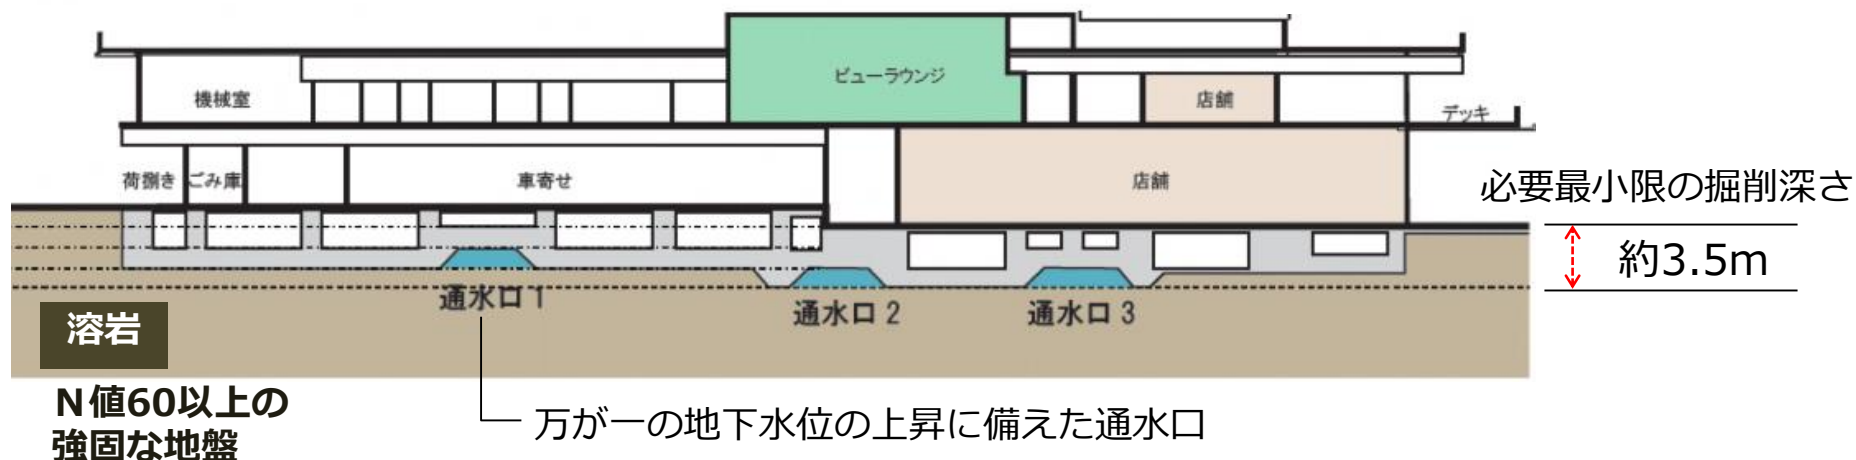 ビューラウンジ
機械室
店舗
デッキ
荷捌き
ごみ庫
車寄せ
店舗
必要最小限の掘削深さ
約3.5m
通水口 1
通水口 2
通水口 3
溶岩
Ｎ値60以上の
強固な地盤
万が一の地下水位の上昇に備えた通水口